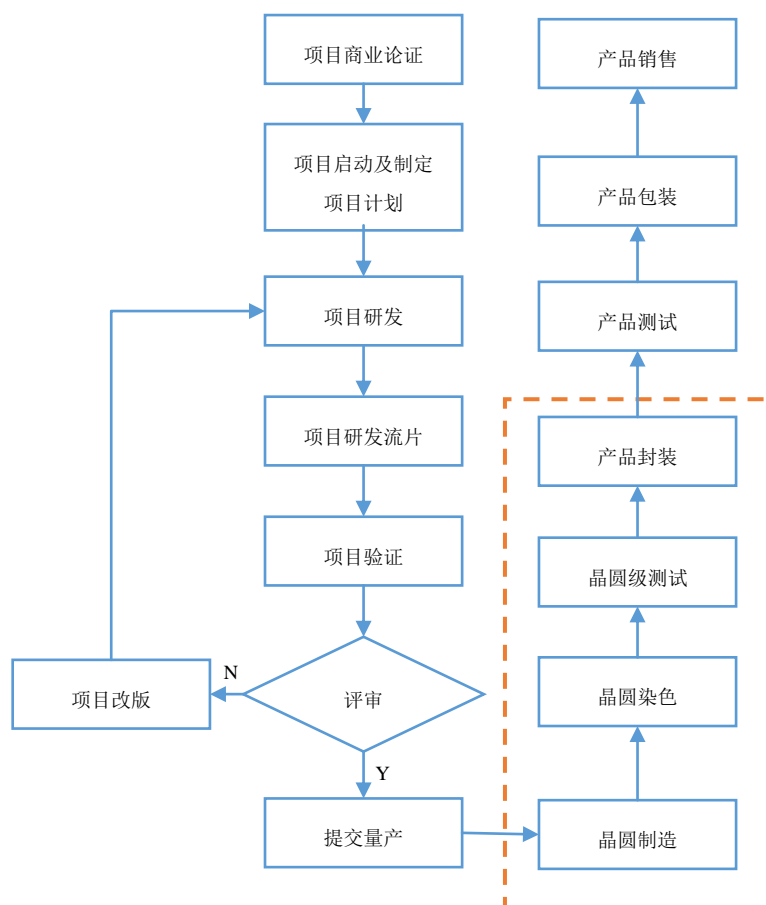 项目商业论证
项目启动及制定
项目计划
项目研发
项目研发流片
项目验证
评审
N
项目改版
Y
提交量产
晶圆制造
晶圆染色
晶圆级测试
产品封装
产品测试
产品包装
产品销售